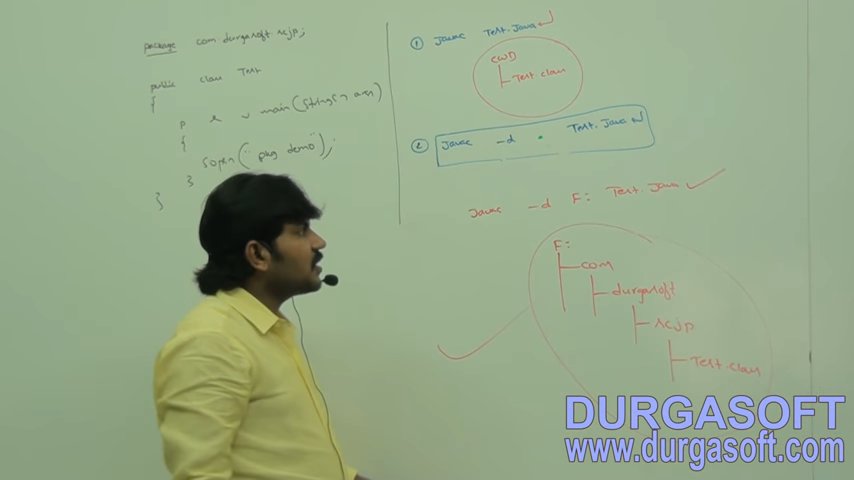 package com.durgasoft.scjp;
public class Test
{
p s v main(String[] args)
{
sopln("pkg demo");
}
}
① Javac Test.Java
cwD
Test.class
② Javac -d . Test.Java
Javac -d F: Test.Java
F:
com
durgasoft
scjp
Test.class
DURGASOFT
www.durgasoft.com